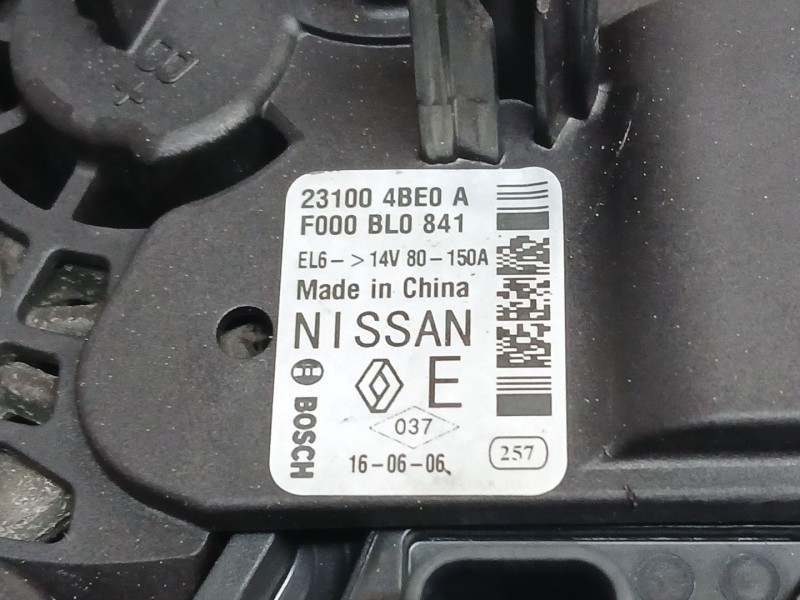 B+
23100 4BE0 A
F000 BL0 841
EL6-> 14V 80-150A
Made in China
NISSAN
E
BOSCH
037
16-06-06
257